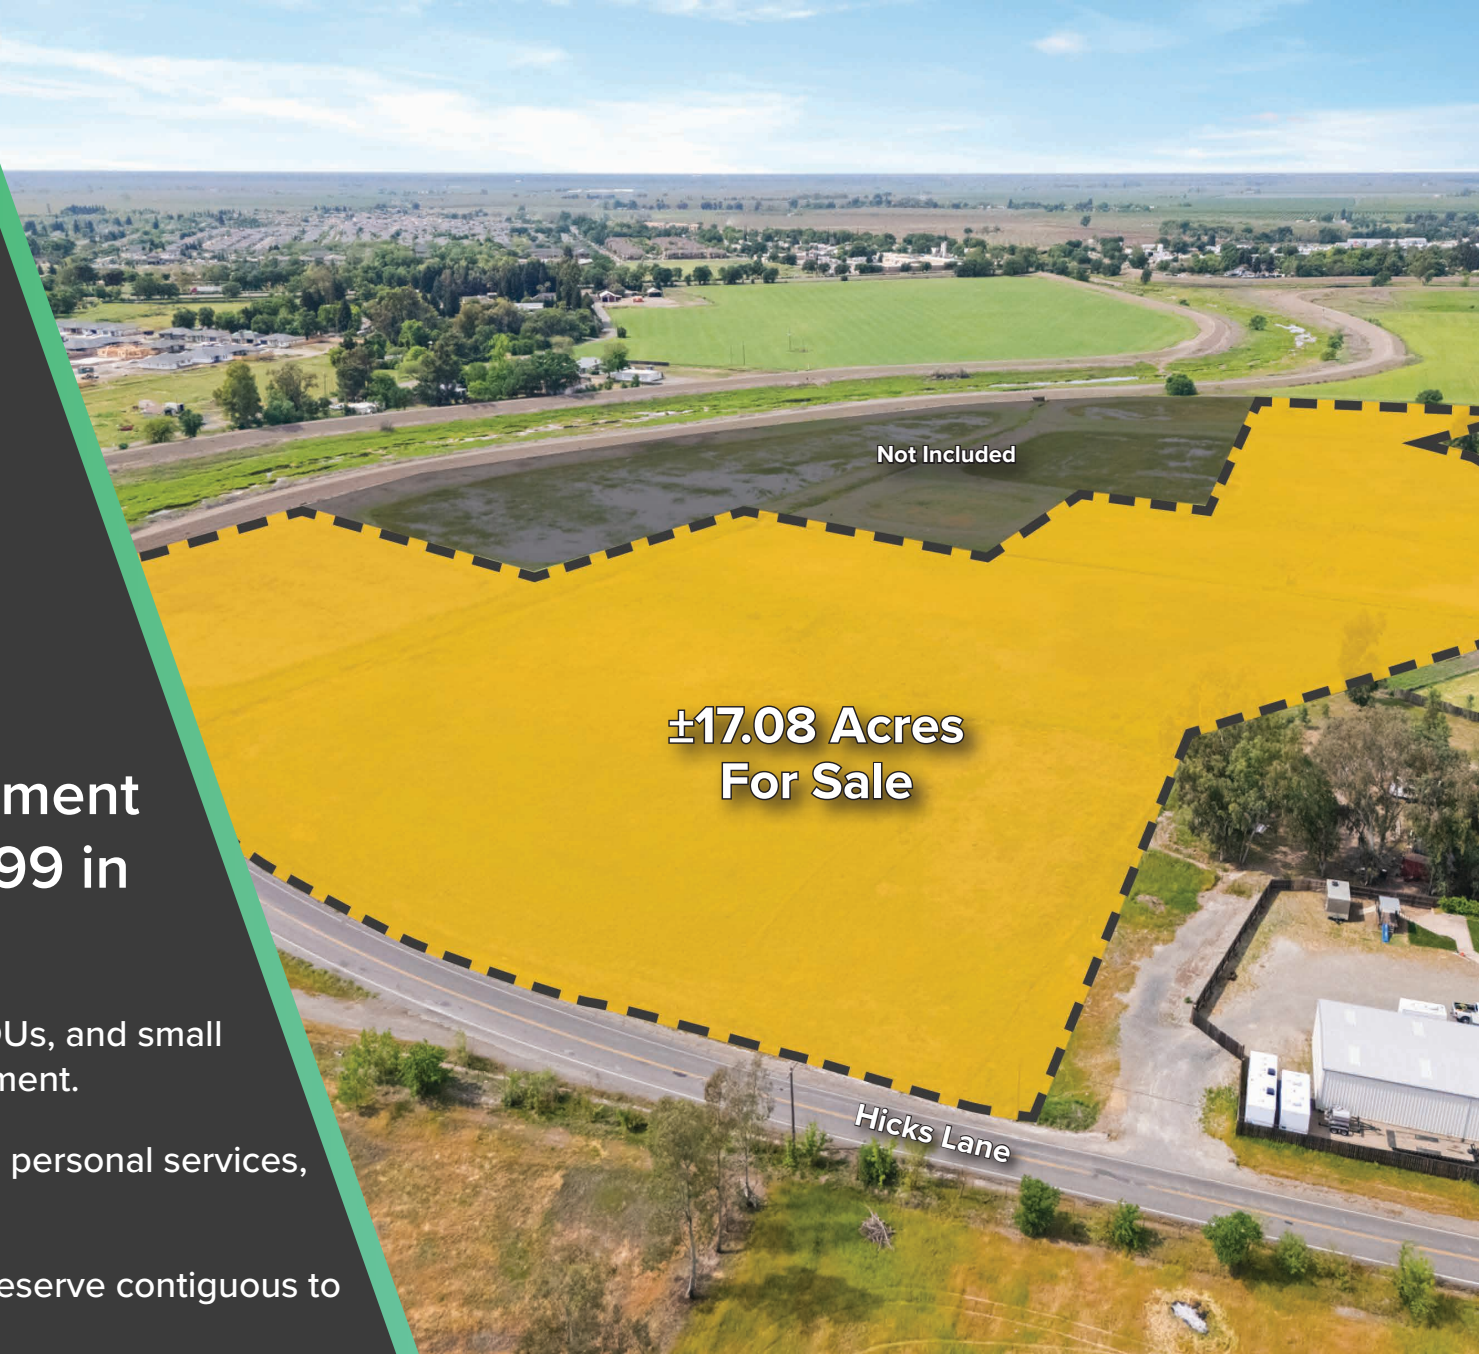 Not Included
±17.08 Acres
For Sale
Hicks Lane
ment
99 in
OUs, and small
ment.
personal services,
eserve contiguous to